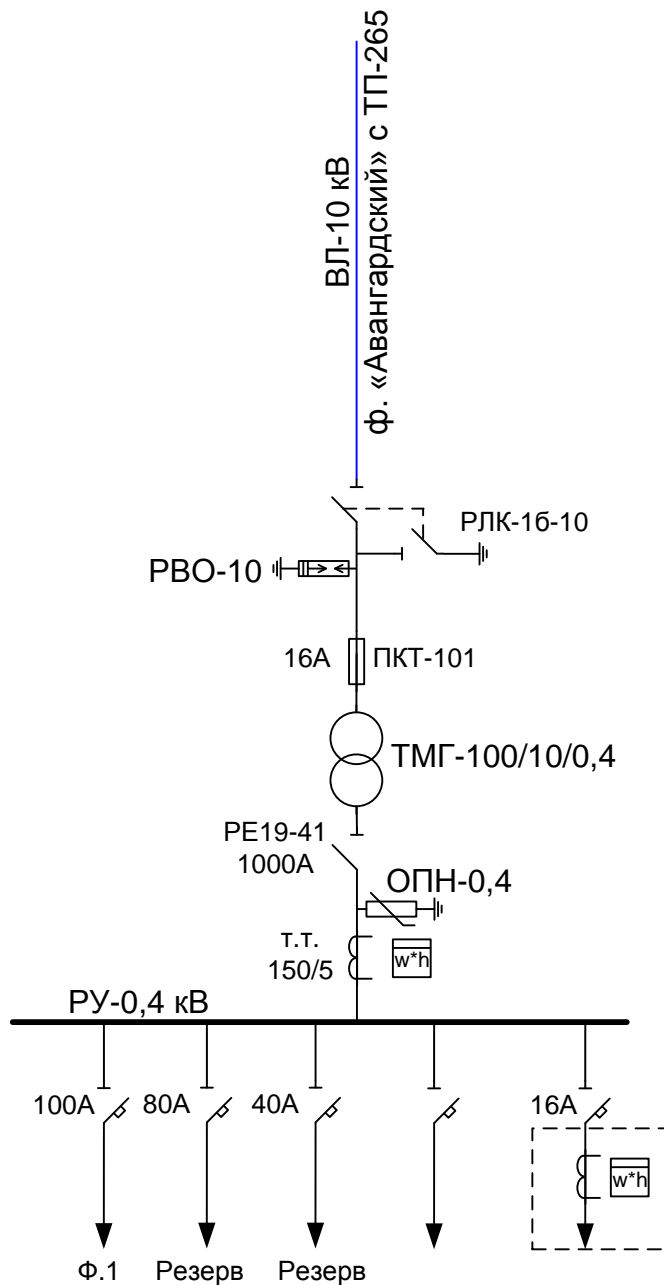 ВЛ-10 кВ
ф. «Авангардский» с ТП-265
РЛК-1б-10
РВО-10
16А
ПКТ-101
ТМГ-100/10/0,4
РЕ19-41
1000А
ОПН-0,4
т.т.
150/5
w*h
РУ-0,4 кВ
100А
80А
40А
16А
w*h
Ф.1
Резерв
Резерв